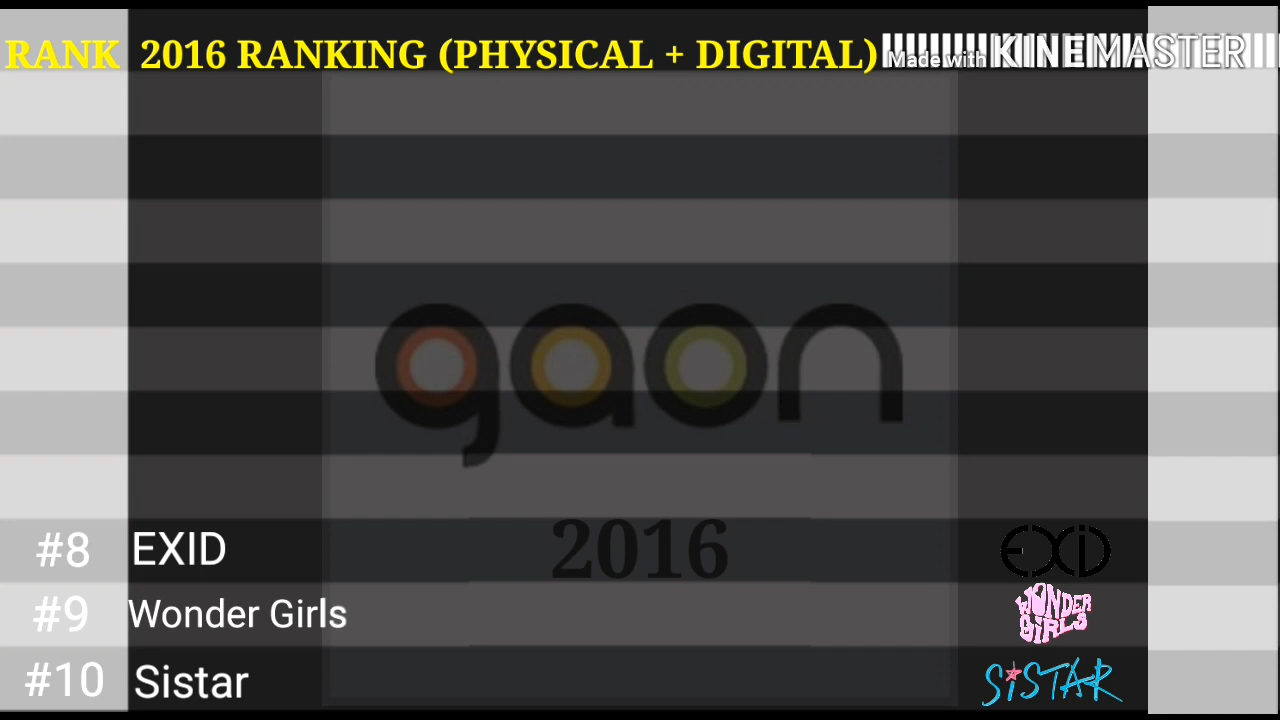 RANK 2016 RANKING (PHYSICAL + DIGITAL) Made with KINEMASTER
gaon
2016
#8 EXID EXID
#9 Wonder Girls WONDER GIRLS
#10 Sistar SiSTAR